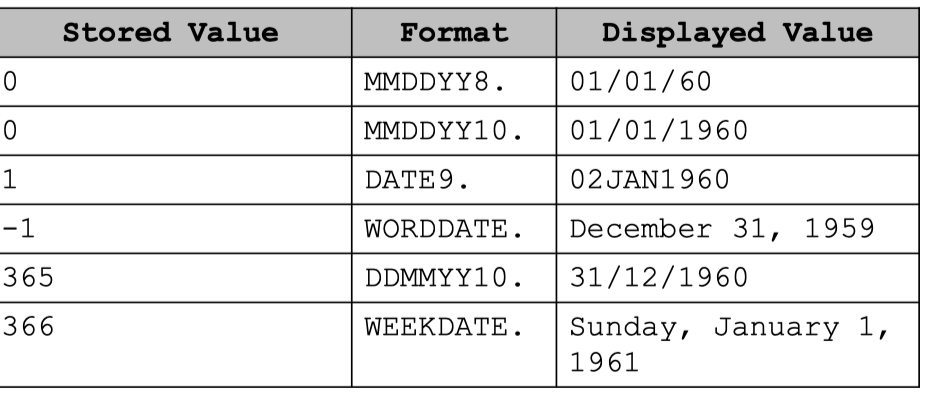 Stored Value Format Displayed Value
0 MMDDYY8. 01/01/60
0 MMDDYY10. 01/01/1960
1 DATE9. 02JAN1960
-1 WORDDATE. December 31, 1959
365 DDMMYY10. 31/12/1960
366 WEEKDATE. Sunday, January 1,
1961